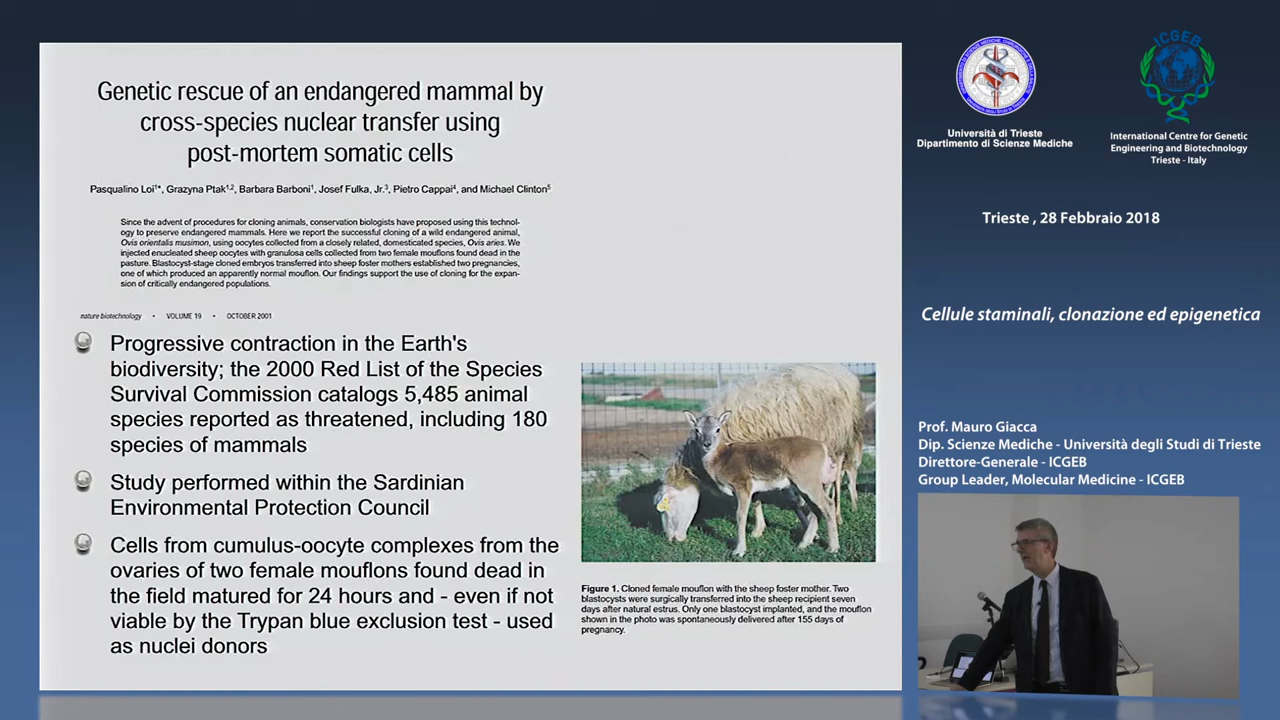 Genetic rescue of an endangered mammal by
cross-species nuclear transfer using
post-mortem somatic cells
Pasqualino Loi1*, Grazyna Ptak1,2, Barbara Barboni1, Josef Fulka, Jr.3, Pietro Cappai4, and Michael Clinton5
Since the advent of procedures for cloning animals, conservation biologists have proposed using this technol-
ogy to preserve endangered mammals. Here we report the successful cloning of a wild endangered animal,
Ovis orientalis musimon, using oocytes collected from a closely related, domesticated species, Ovis aries. We
injected enucleated sheep oocytes with granulosa cells collected from two female mouflons found dead in the
pasture. Blastocyst-stage cloned embryos transferred into sheep foster mothers established two pregnancies,
one of which produced an apparently normal mouflon. Our findings support the use of cloning for the expan-
sion of critically endangered populations.
nature biotechnology • VOLUME 19 • OCTOBER 2001
Progressive contraction in the Earth's
biodiversity; the 2000 Red List of the Species
Survival Commission catalogs 5,485 animal
species reported as threatened, including 180
species of mammals
Study performed within the Sardinian
Environmental Protection Council
Cells from cumulus-oocyte complexes from the
ovaries of two female mouflons found dead in
the field matured for 24 hours and - even if not
viable by the Trypan blue exclusion test - used
as nuclei donors
Figure 1. Cloned female mouflon with the sheep foster mother. Two
blastocysts were surgically transferred into the sheep recipient seven
days after natural estrus. Only one blastocyst implanted, and the mouflon
shown in the photo was spontaneously delivered after 155 days of
pregnancy.
Università di Trieste
Dipartimento di Scienze Mediche
ICGEB
International Centre for Genetic
Engineering and Biotechnology
Trieste - Italy
Trieste , 28 Febbraio 2018
Cellule staminali, clonazione ed epigenetica
Prof. Mauro Giacca
Dip. Scienze Mediche - Università degli Studi di Trieste
Direttore-Generale - ICGEB
Group Leader, Molecular Medicine - ICGEB